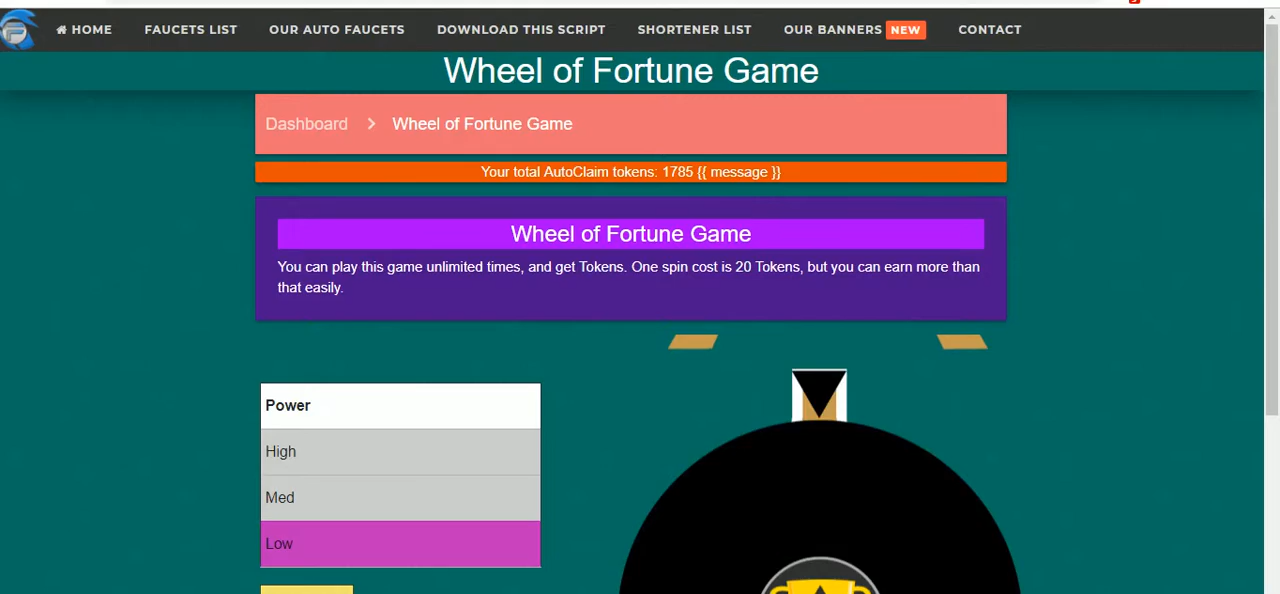 HOME FAUCETS LIST OUR AUTO FAUCETS DOWNLOAD THIS SCRIPT SHORTENER LIST OUR BANNERS NEW CONTACT
Wheel of Fortune Game
Dashboard > Wheel of Fortune Game
Your total AutoClaim tokens: 1785 {{ message }}
Wheel of Fortune Game
You can play this game unlimited times, and get Tokens. One spin cost is 20 Tokens, but you can earn more than
that easily.
Power
High
Med
Low